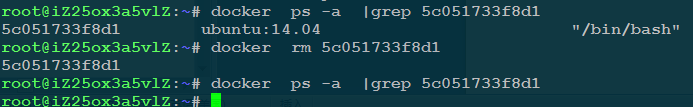 root@iZ25ox3a5vlZ:~# docker  ps -a  |grep 5c051733f8d1
5c051733f8d1        ubuntu:14.04                        "/bin/bash"
root@iZ25ox3a5vlZ:~# docker  rm 5c051733f8d1
5c051733f8d1
root@iZ25ox3a5vlZ:~# docker  ps -a  |grep 5c051733f8d1
root@iZ25ox3a5vlZ:~#